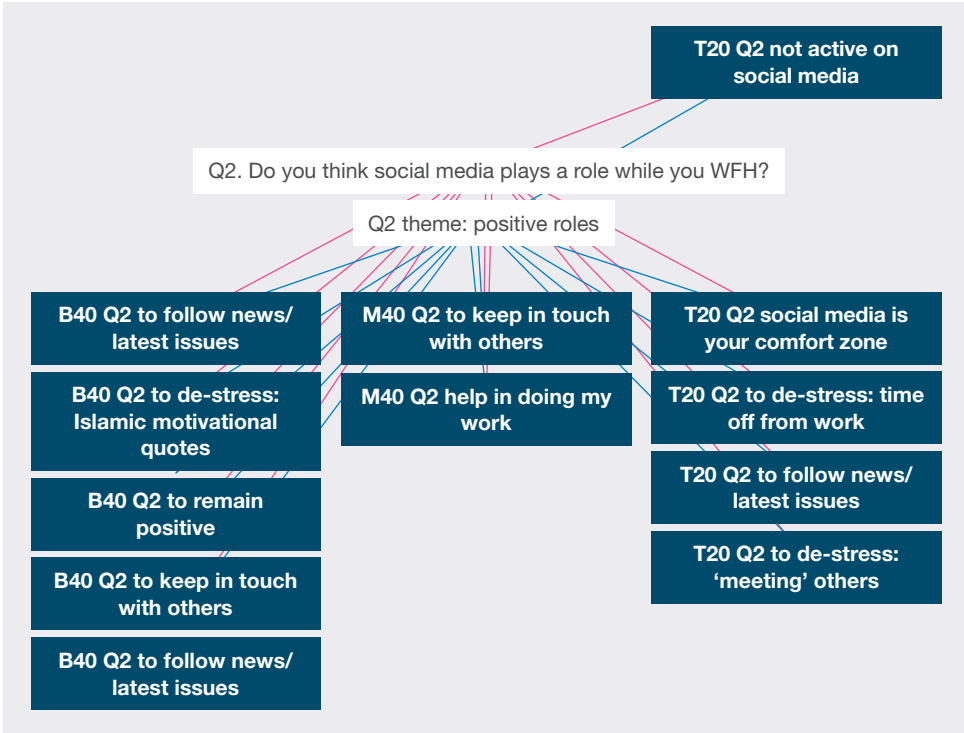 T20 Q2 not active on
social media
Q2. Do you think social media plays a role while you WFH?
Q2 theme: positive roles
B40 Q2 to follow news/
latest issues
B40 Q2 to de-stress:
Islamic motivational
quotes
B40 Q2 to remain
positive
B40 Q2 to keep in touch
with others
B40 Q2 to follow news/
latest issues
M40 Q2 to keep in touch
with others
M40 Q2 help in doing my
work
T20 Q2 social media is
your comfort zone
T20 Q2 to de-stress: time
off from work
T20 Q2 to follow news/
latest issues
T20 Q2 to de-stress:
‘meeting’ others